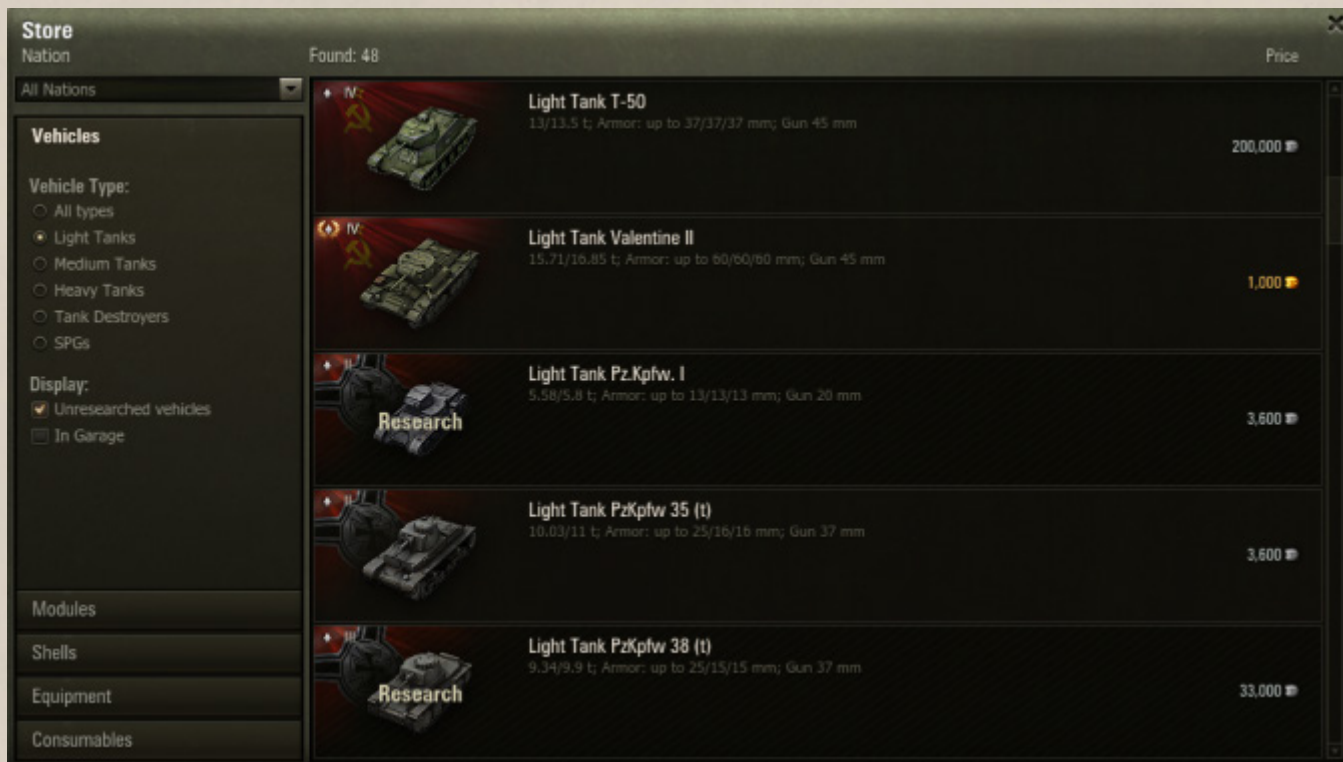 Store
Nation
Found: 48
Price
All Nations
Vehicles
Vehicle Type:
All types
Light Tanks
Medium Tanks
Heavy Tanks
Tank Destroyers
SPGs
Display:
Unresearched vehicles
In Garage
Modules
Shells
Equipment
Consumables
IV
Light Tank T-50
13/13.5 t; Armor: up to 37/37/37 mm; Gun 45 mm
200,000
IV
Light Tank Valentine II
15.71/16.85 t; Armor: up to 60/60/60 mm; Gun 45 mm
1,000
II
Research
Light Tank Pz.Kpfw. I
5.58/5.8 t; Armor: up to 13/13/13 mm; Gun 20 mm
3,600
II
Light Tank PzKpfw 35 (t)
10.03/11 t; Armor: up to 25/16/16 mm; Gun 37 mm
3,600
III
Research
Light Tank PzKpfw 38 (t)
9.34/9.9 t; Armor: up to 25/15/15 mm; Gun 37 mm
33,000